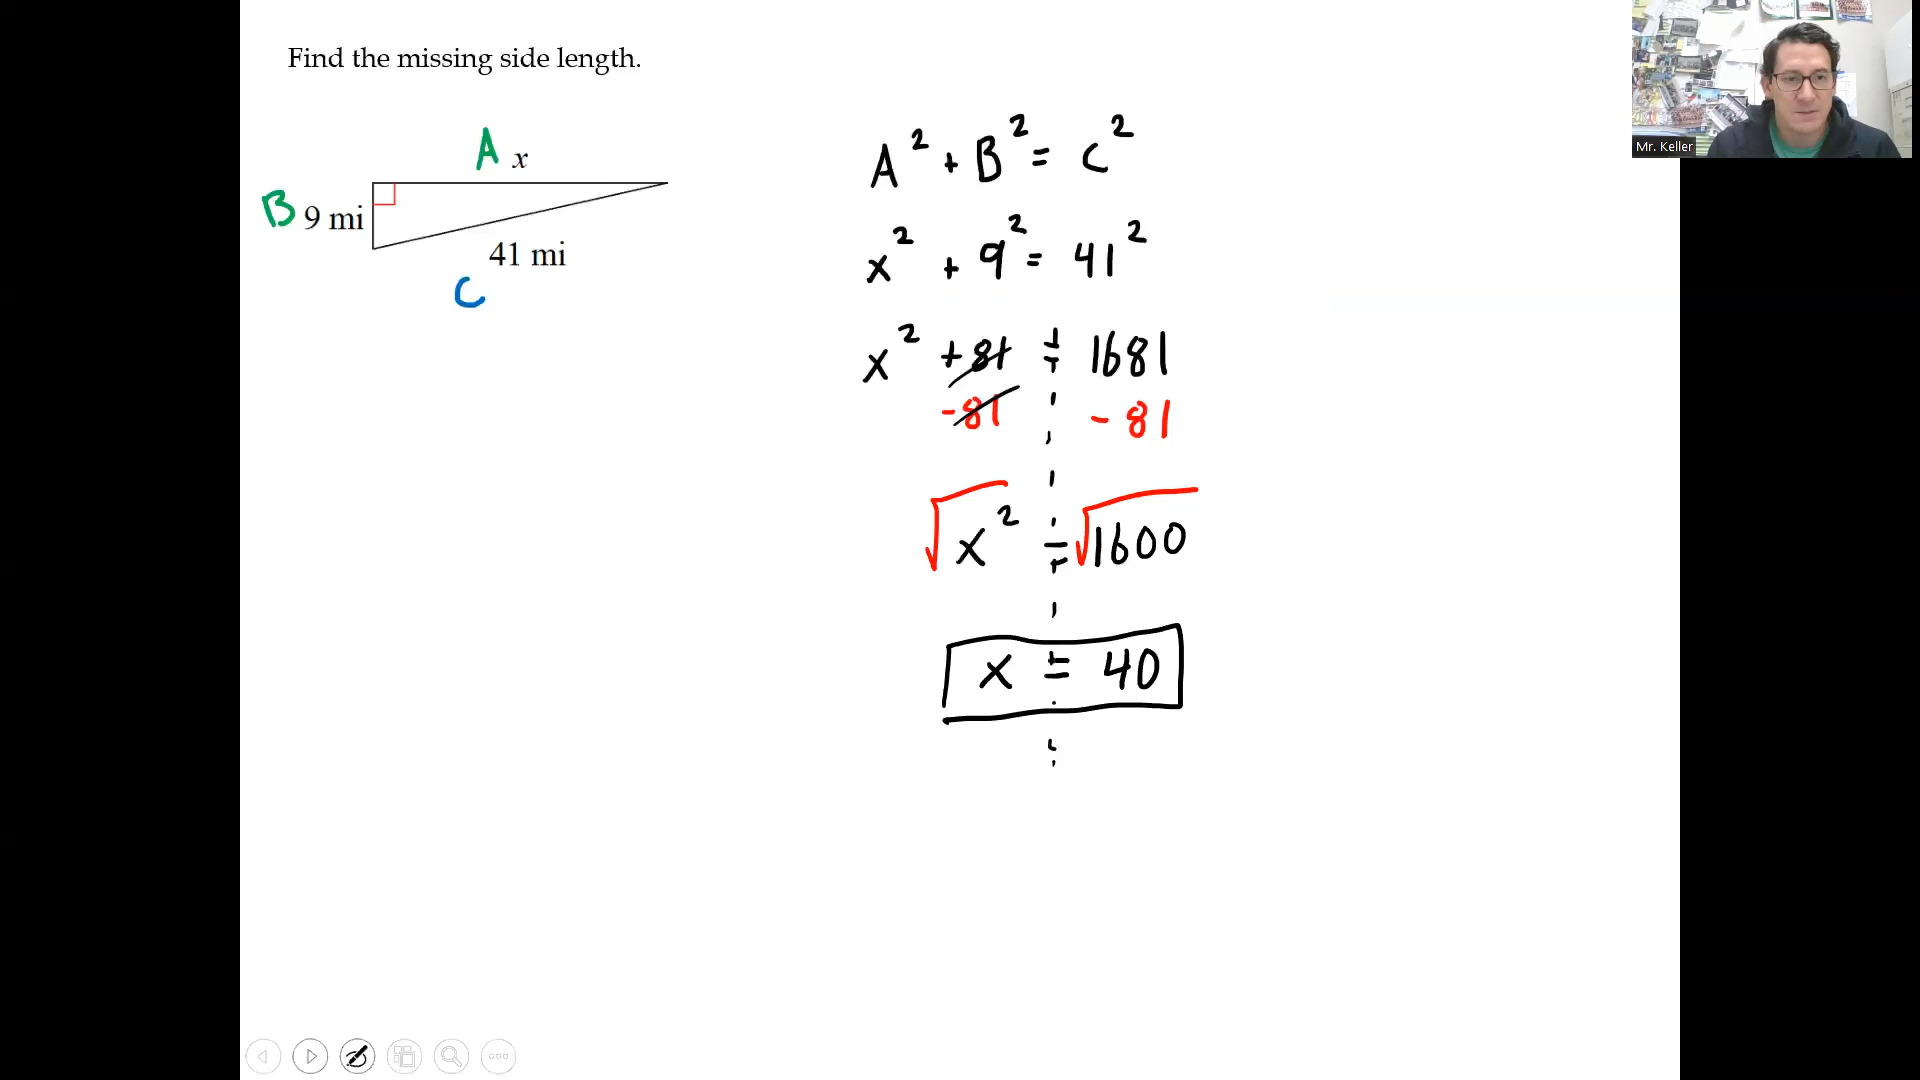 Find the missing side length.
A x
B 9 mi
41 mi
C
A² + B² = C²
x² + 9² = 41²
x² + 81 = 1681
-81 - 81
√x² = √1600
x = 40
Mr. Keller